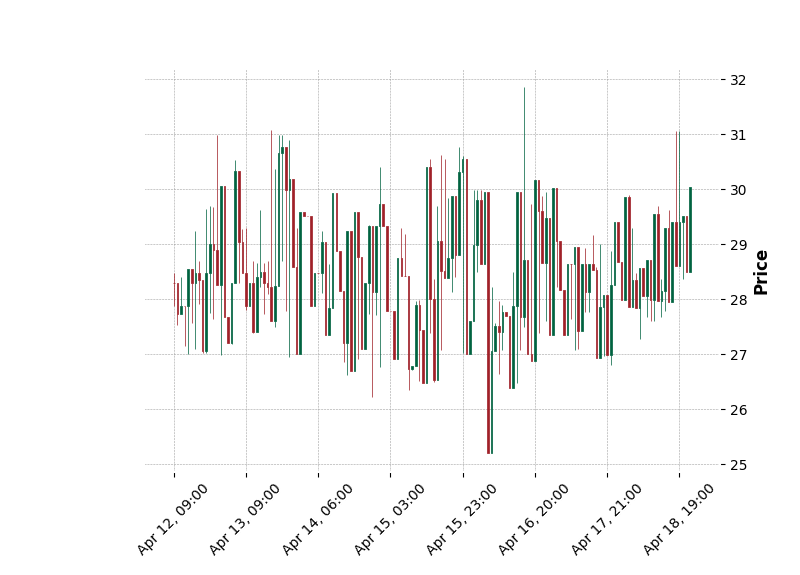 32
31
30
29
28
27
26
25
Price
Apr 12, 09:00
Apr 13, 09:00
Apr 14, 06:00
Apr 15, 03:00
Apr 15, 23:00
Apr 16, 20:00
Apr 17, 21:00
Apr 18, 19:00